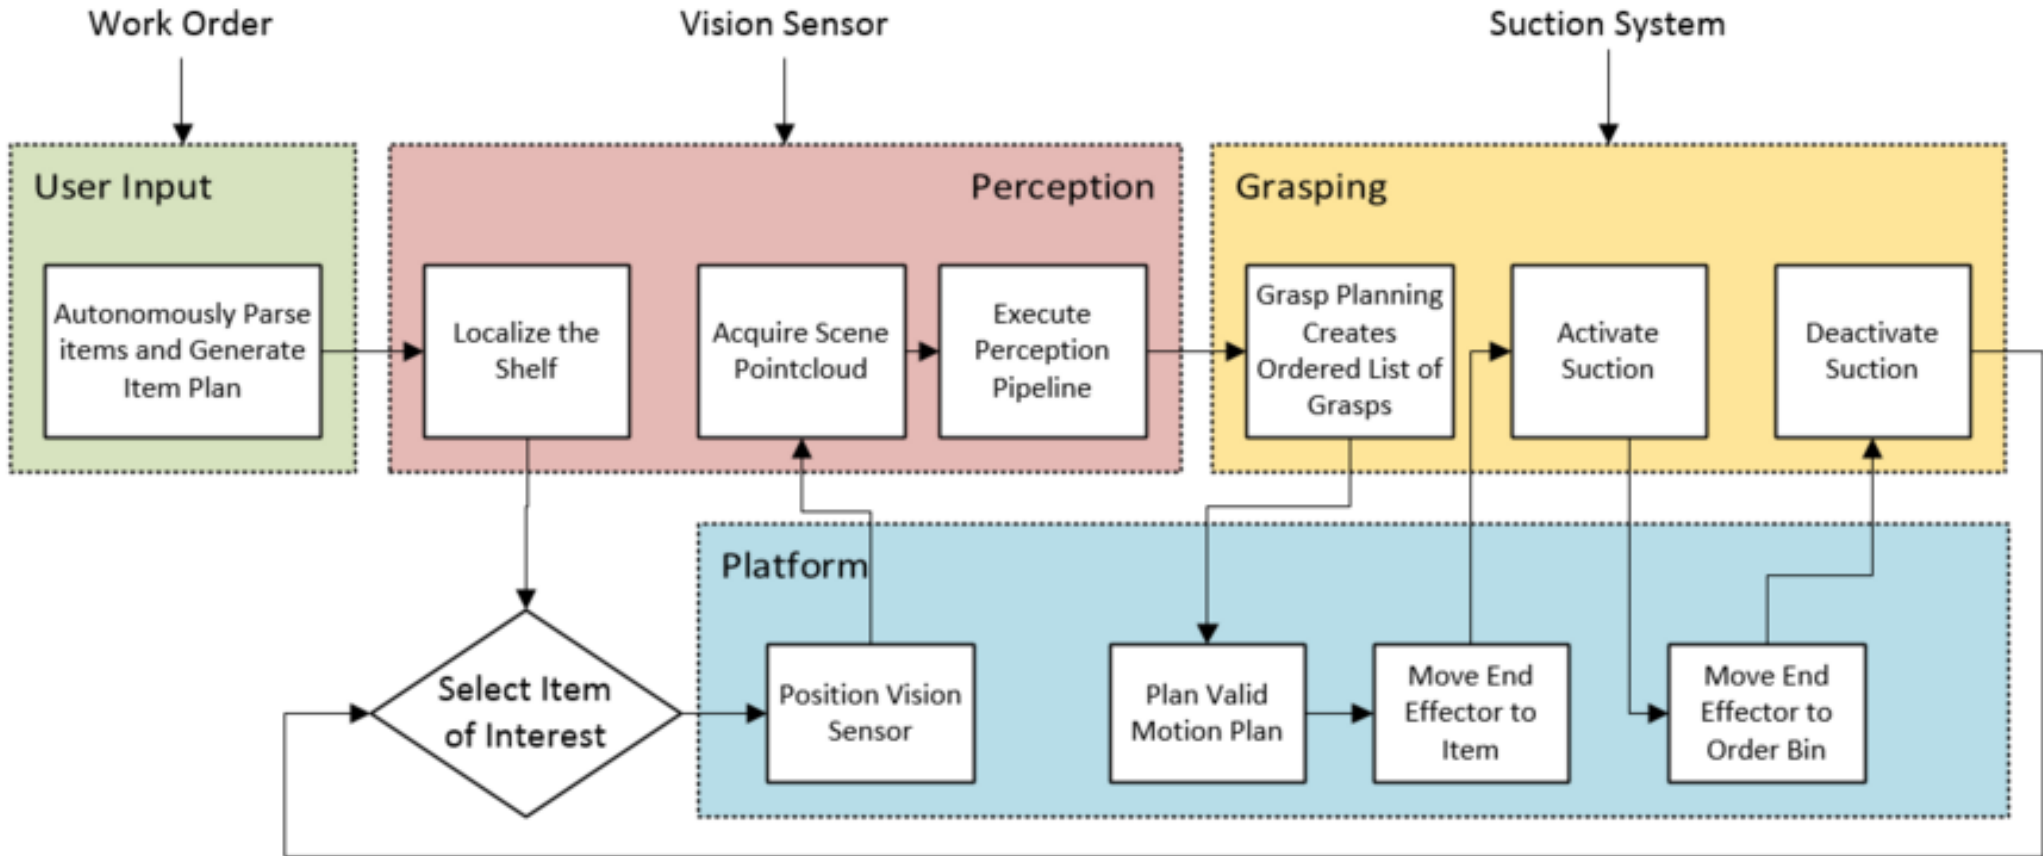 Work Order
Vision Sensor
Suction System
User Input
Perception
Grasping
Autonomously Parse
items and Generate
Item Plan
Localize the
Shelf
Acquire Scene
Pointcloud
Execute
Perception
Pipeline
Grasp Planning
Creates
Ordered List of
Grasps
Activate
Suction
Deactivate
Suction
Platform
Select Item
of Interest
Position Vision
Sensor
Plan Valid
Motion Plan
Move End
Effector to
Item
Move End
Effector to
Order Bin